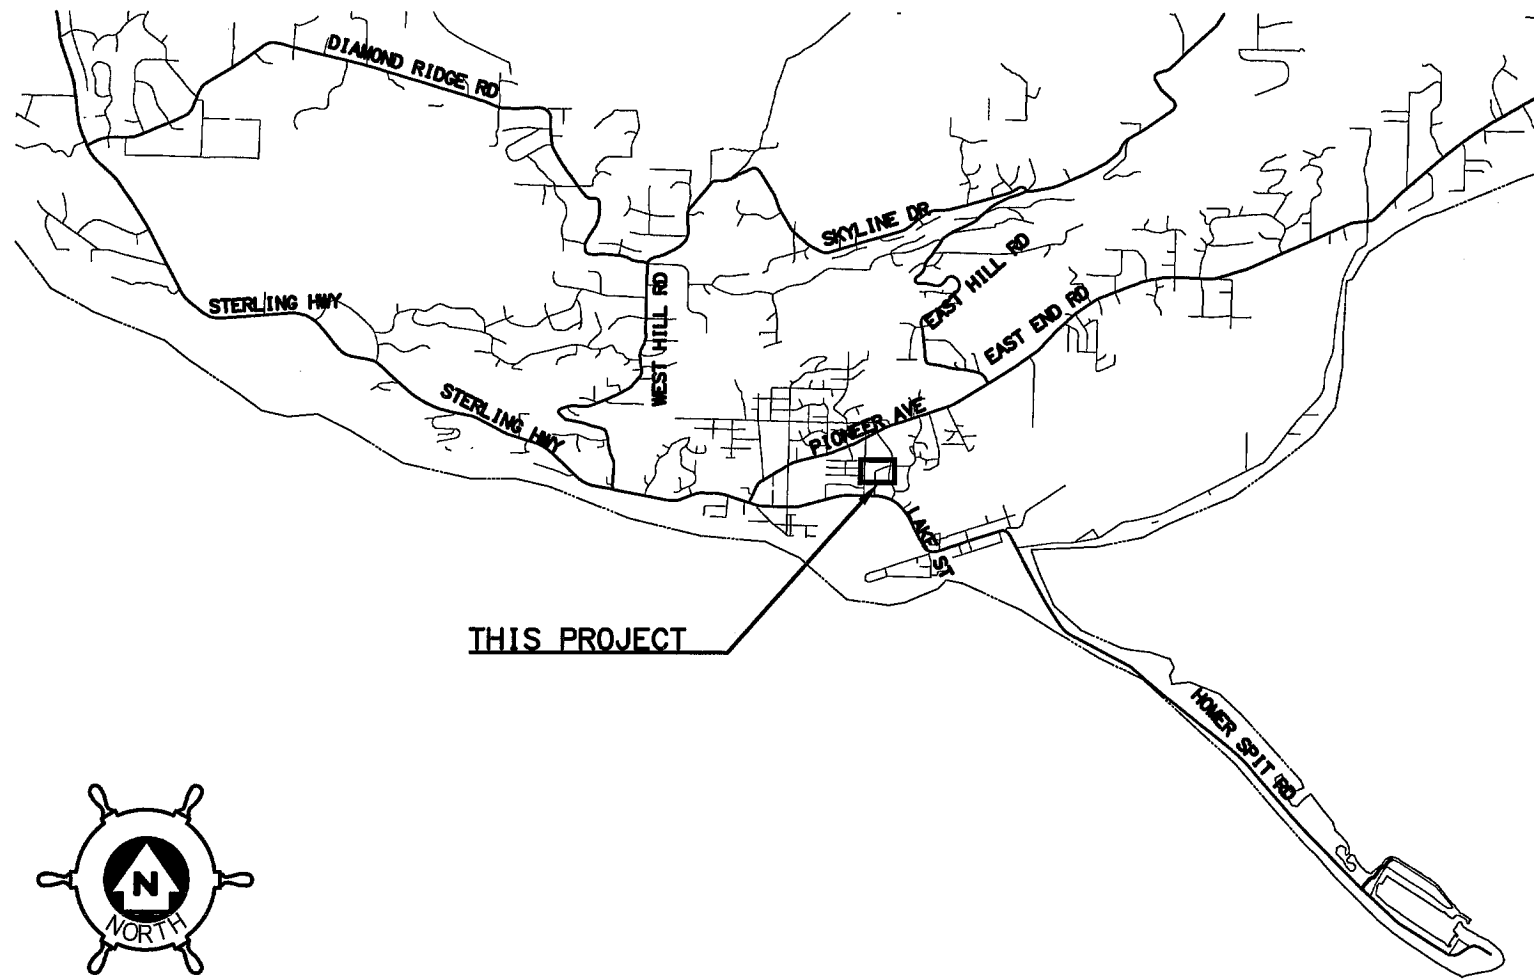 DIAMOND RIDGE RD
SKYLINE DR
EAST HILL RD
STERLING HWY
WEST HILL RD
EAST END RD
STERLING HWY
PIONEER AVE
LAKE ST
THIS PROJECT
HOMER SPIT RD
N
NORTH